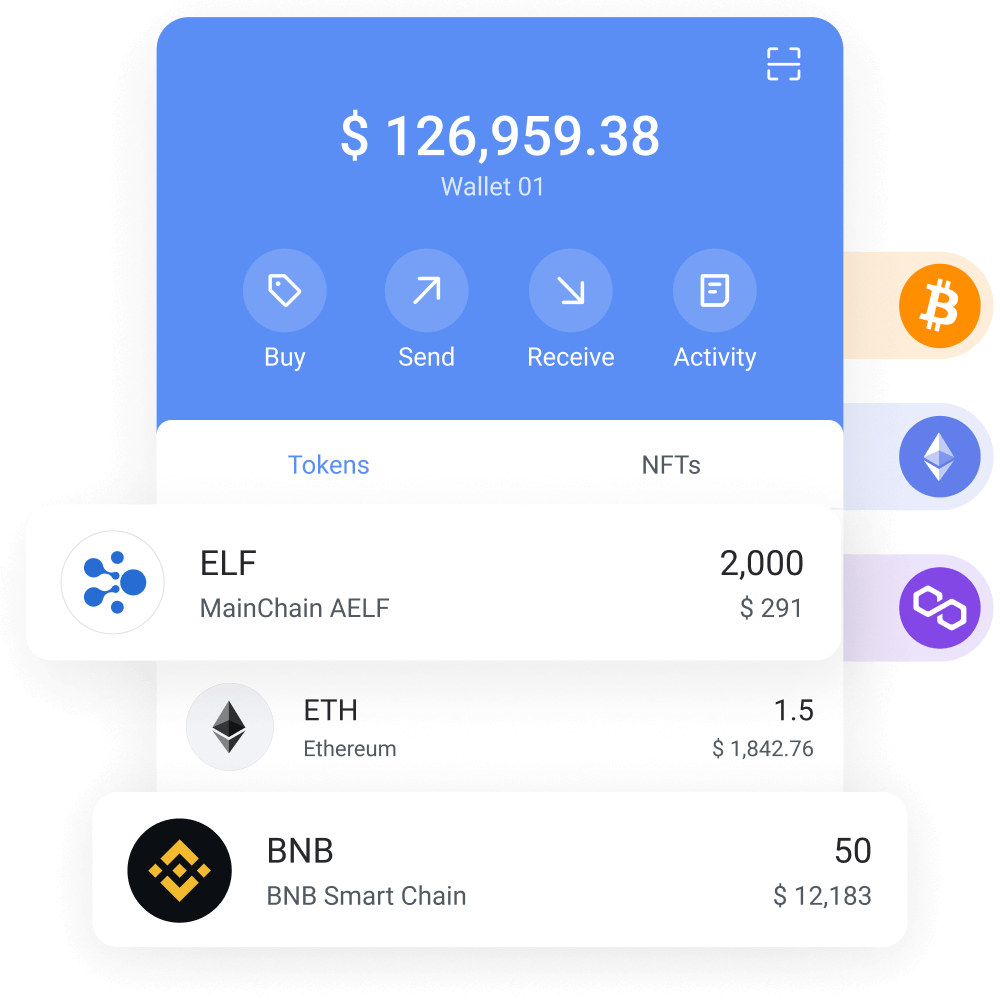 $ 126,959.38
Wallet 01
Buy Send Receive Activity
Tokens NFTs
ELF 2,000
MainChain AELF $ 291
ETH 1.5
Ethereum $ 1,842.76
BNB 50
BNB Smart Chain $ 12,183